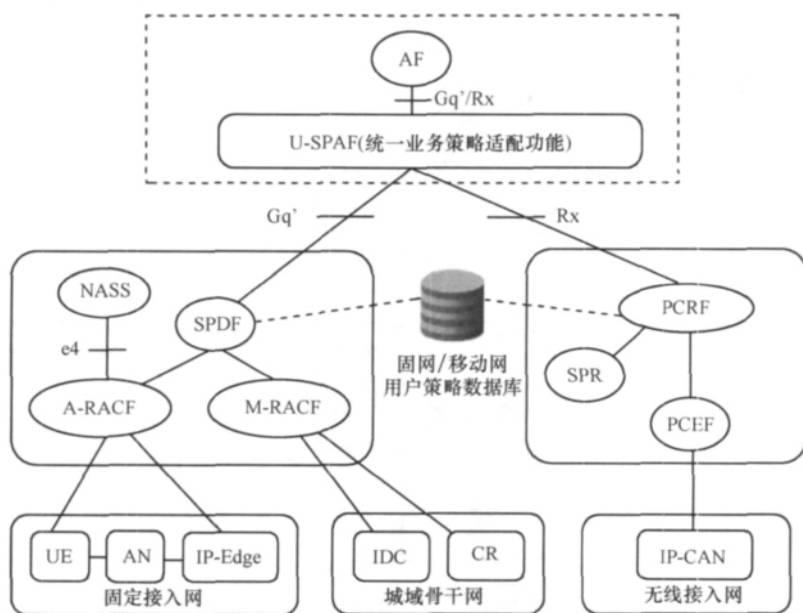 AF
Gq’/Rx
U-SPAF(统一业务策略适配功能)
Gq’
Rx
NASS
SPDF
PCRF
e4
固网/移动网
用户策略数据库
SPR
A-RACF
M-RACF
PCEF
UE
AN
IP-Edge
IDC
CR
IP-CAN
固定接入网
城域骨干网
无线接入网